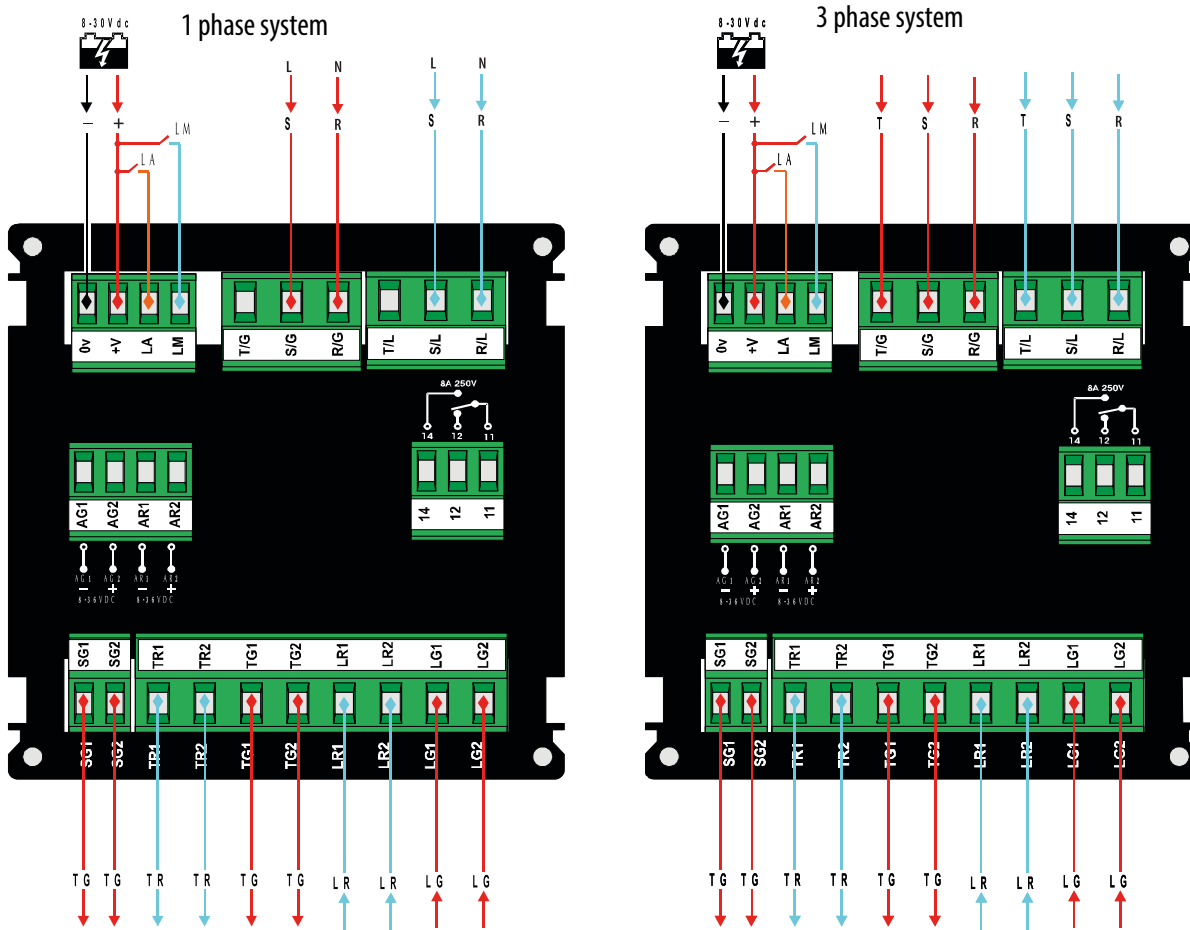 1 phase system
8-30Vdc
L N L N
− +
S R S R
LM
LA
0v +V LA LM
T/G S/G R/G
T/L S/L R/L
8A 250V
14 12 11
14 12 11
AG1 AG2 AR1 AR2
AG1 AG2 AR1 AR2
− + − +
8-36VDC
SG1 SG2 TR1 TR2 TG1 TG2 LR1 LR2 LG1 LG2
SG1 SG2 TR1 TR2 TG1 TG2 LR1 LR2 LG1 LG2
TG TG TR TR TG TG LR LR LG LG
3 phase system
8-30Vdc
− +
T S R T S R
LM
LA
0v +V LA LM
T/G S/G R/G
T/L S/L R/L
8A 250V
14 12 11
14 12 11
AG1 AG2 AR1 AR2
AG1 AG2 AR1 AR2
− + − +
8-36VDC
SG1 SG2 TR1 TR2 TG1 TG2 LR1 LR2 LG1 LG2
SG1 SG2 TR1 TR2 TG1 TG2 LR1 LR2 LG1 LG2
TG TG TR TR TG TG LR LR LG LG